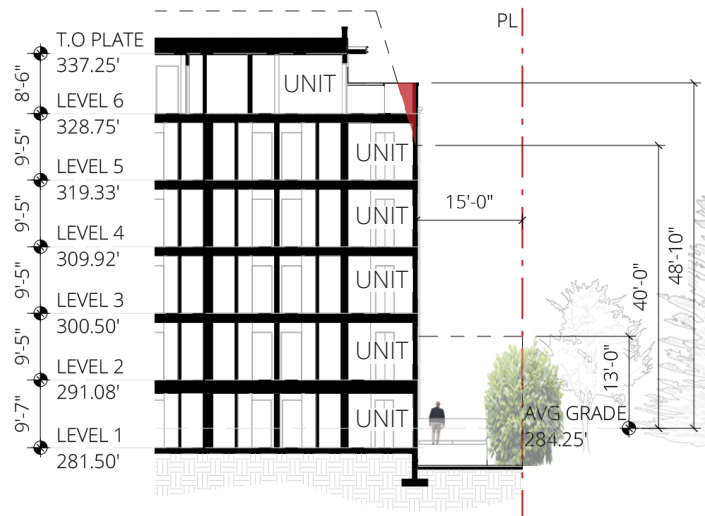 PL
T.O PLATE
337.25'
8'-6"
UNIT
LEVEL 6
328.75'
9'-5"
UNIT
LEVEL 5
319.33'
9'-5"
UNIT
15'-0"
LEVEL 4
309.92'
9'-5"
UNIT
40'-0"
48'-10"
LEVEL 3
300.50'
9'-5"
UNIT
13'-0"
LEVEL 2
291.08'
9'-7"
UNIT
AVG GRADE
284.25'
LEVEL 1
281.50'